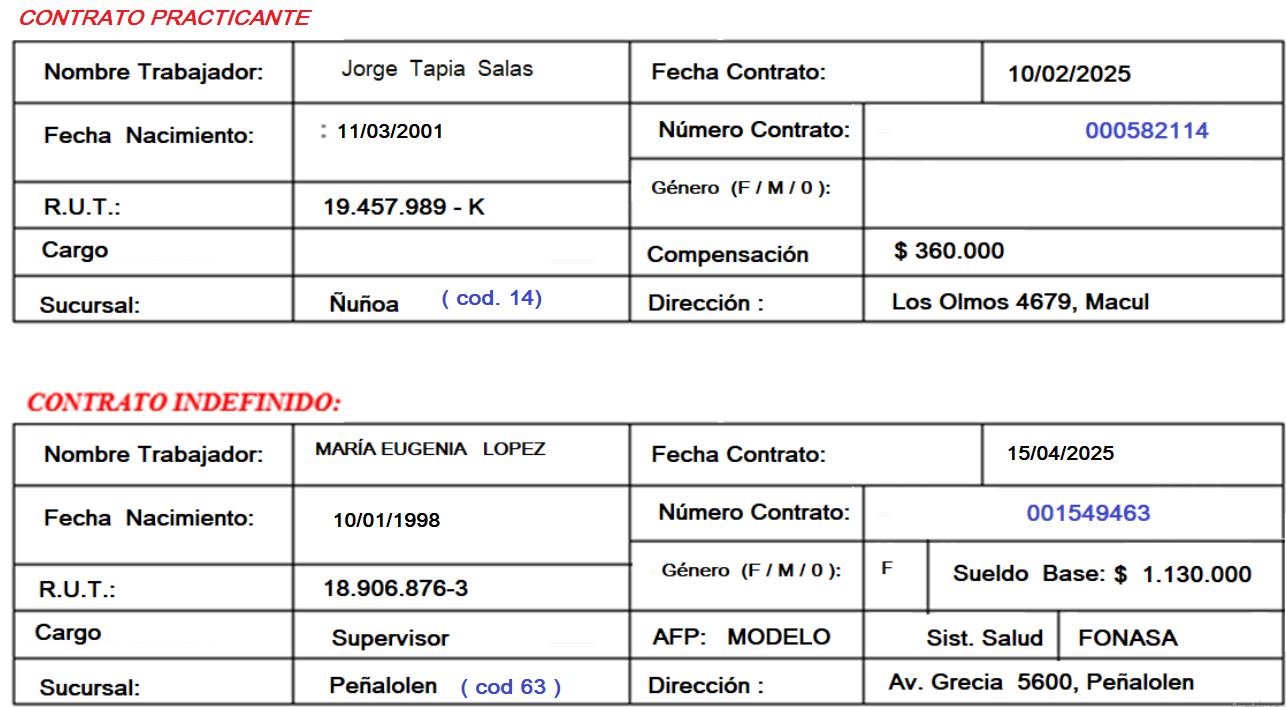 CONTRATO PRACTICANTE
Nombre Trabajador: Jorge Tapia Salas Fecha Contrato: 10/02/2025
Fecha Nacimiento: : 11/03/2001 Número Contrato: 000582114
Género (F / M / 0 ):
R.U.T.: 19.457.989 - K
Cargo Compensación $ 360.000
Sucursal: Ñuñoa ( cod. 14) Dirección : Los Olmos 4679, Macul
CONTRATO INDEFINIDO:
Nombre Trabajador: MARÍA EUGENIA LOPEZ Fecha Contrato: 15/04/2025
Fecha Nacimiento: 10/01/1998 Número Contrato: 001549463
Género (F / M / 0 ): F Sueldo Base: $ 1.130.000
R.U.T.: 18.906.876-3
Cargo Supervisor AFP: MODELO Sist. Salud FONASA
Sucursal: Peñalolen ( cod 63 ) Dirección : Av. Grecia 5600, Peñalolen